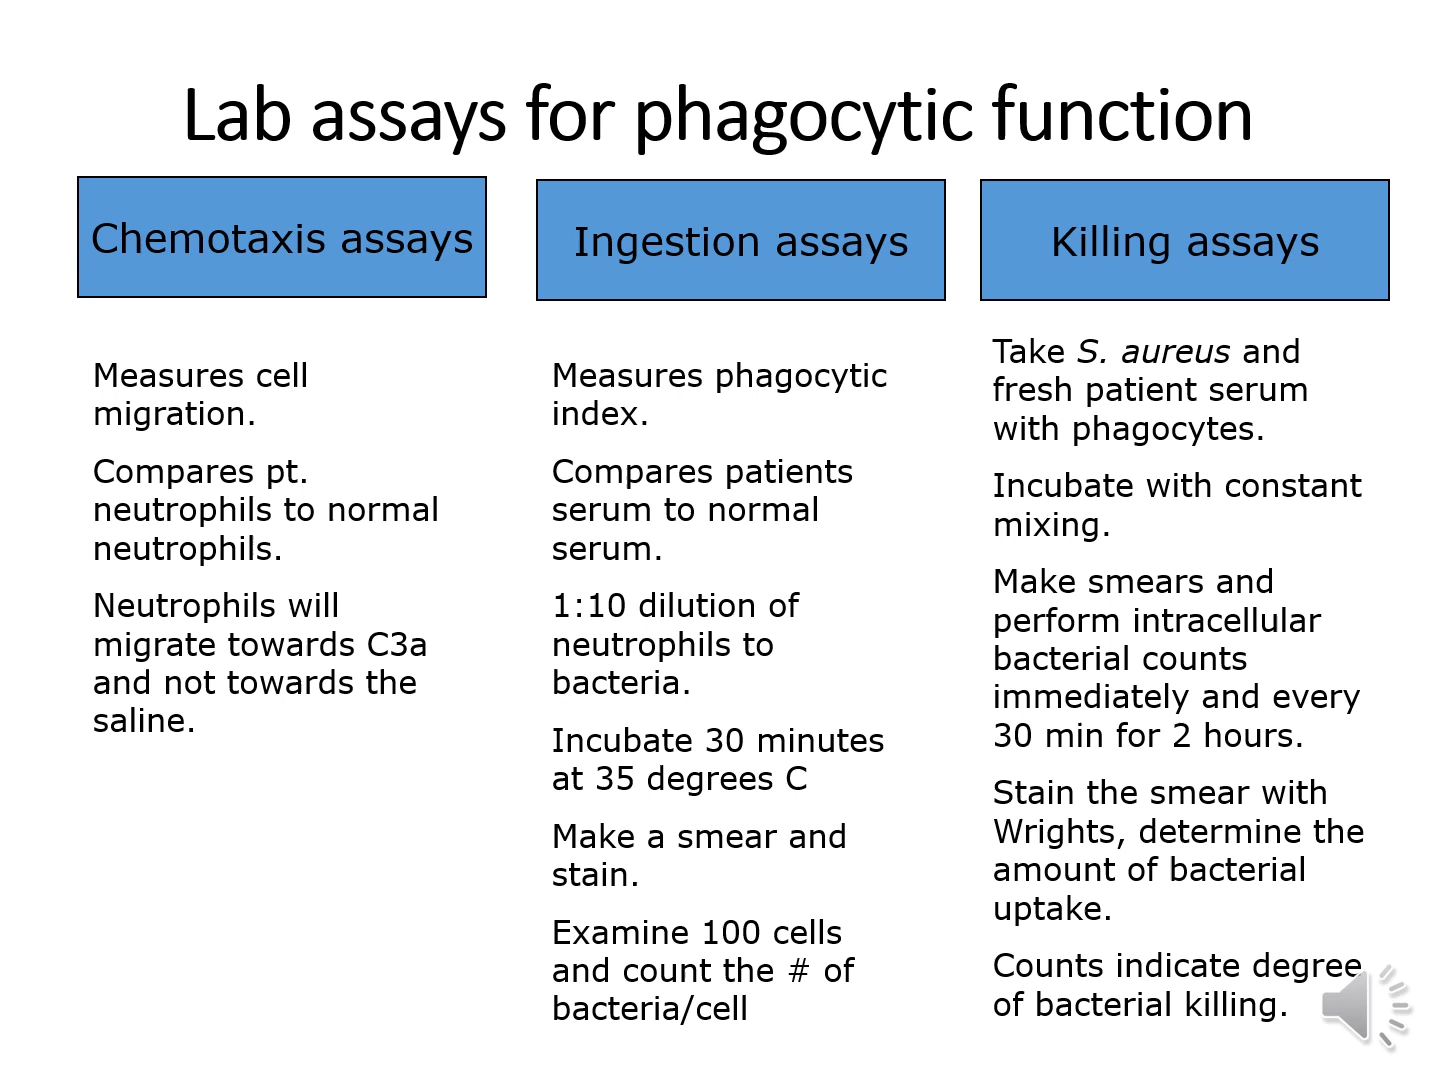 Lab assays for phagocytic function
Chemotaxis assays
Measures cell
migration.
Compares pt.
neutrophils to normal
neutrophils.
Neutrophils will
migrate towards C3a
and not towards the
saline.
Ingestion assays
Measures phagocytic
index.
Compares patients
serum to normal
serum.
1:10 dilution of
neutrophils to
bacteria.
Incubate 30 minutes
at 35 degrees C
Make a smear and
stain.
Examine 100 cells
and count the # of
bacteria/cell
Killing assays
Take S. aureus and
fresh patient serum
with phagocytes.
Incubate with constant
mixing.
Make smears and
perform intracellular
bacterial counts
immediately and every
30 min for 2 hours.
Stain the smear with
Wrights, determine the
amount of bacterial
uptake.
Counts indicate degree
of bacterial killing.